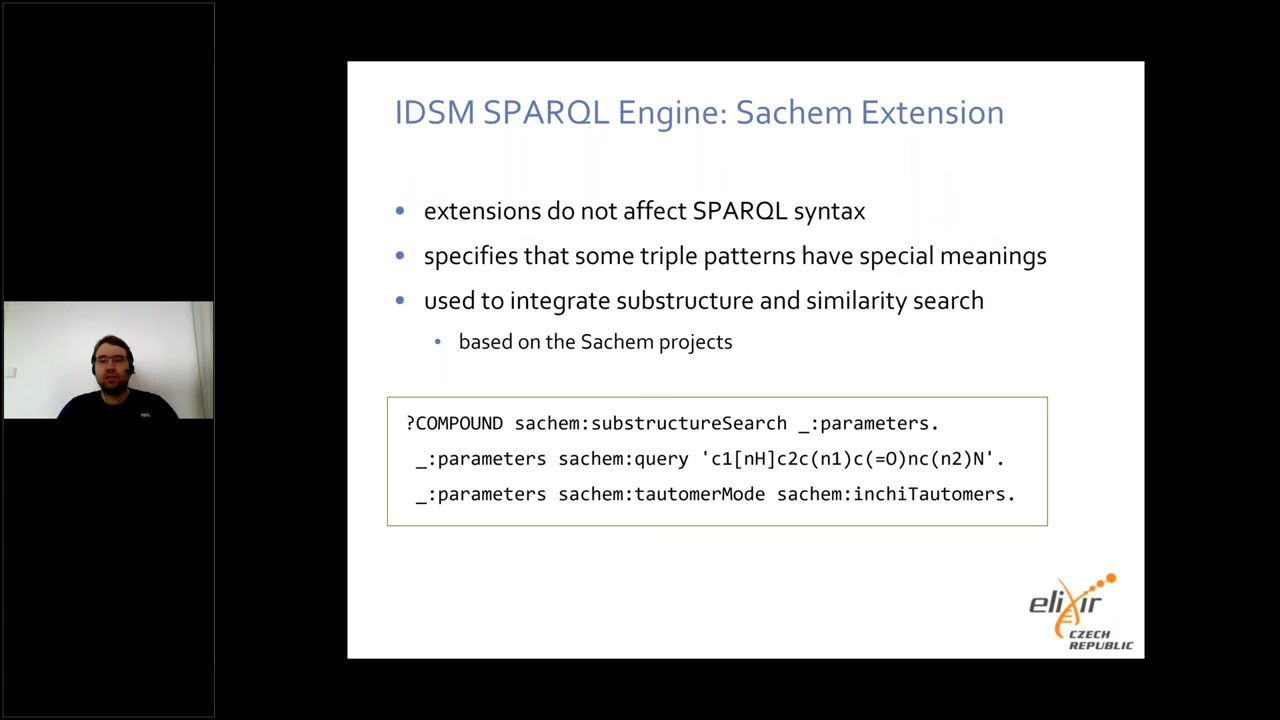 IDSM SPARQL Engine: Sachem Extension
• extensions do not affect SPARQL syntax
• specifies that some triple patterns have special meanings
• used to integrate substructure and similarity search
• based on the Sachem projects
?COMPOUND sachem:substructureSearch _:parameters.
_:parameters sachem:query 'c1[nH]c2c(n1)c(=O)nc(n2)N'.
_:parameters sachem:tautomerMode sachem:inchiTautomers.
elixir
CZECH
REPUBLIC